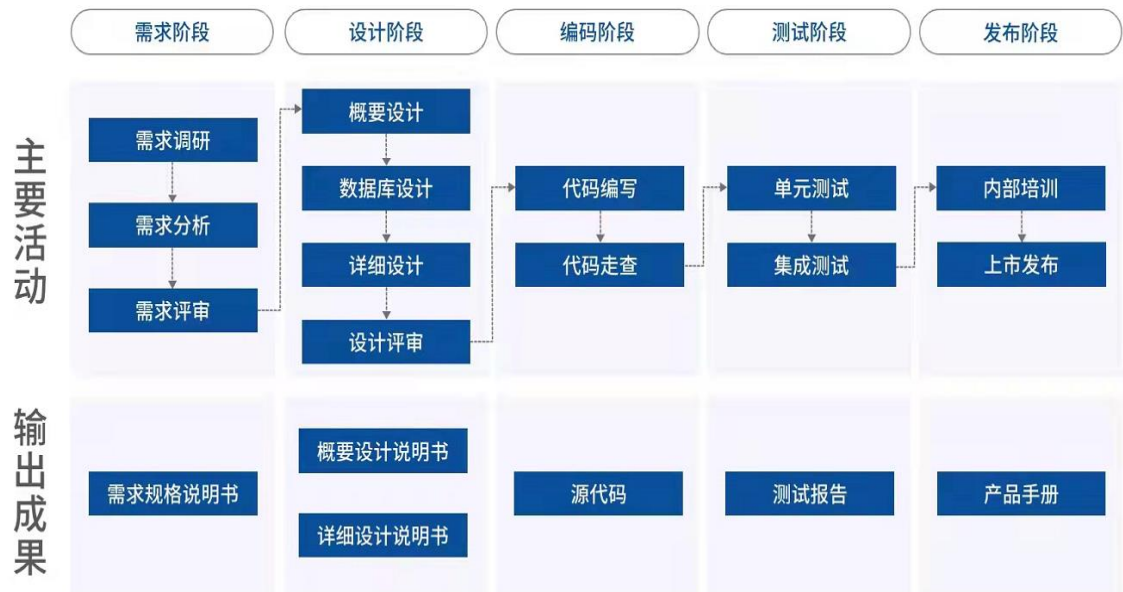 需求阶段
设计阶段
编码阶段
测试阶段
发布阶段
主要活动
需求调研
需求分析
需求评审
概要设计
数据库设计
详细设计
设计评审
代码编写
代码走查
单元测试
集成测试
内部培训
上市发布
输出成果
需求规格说明书
概要设计说明书
详细设计说明书
源代码
测试报告
产品手册